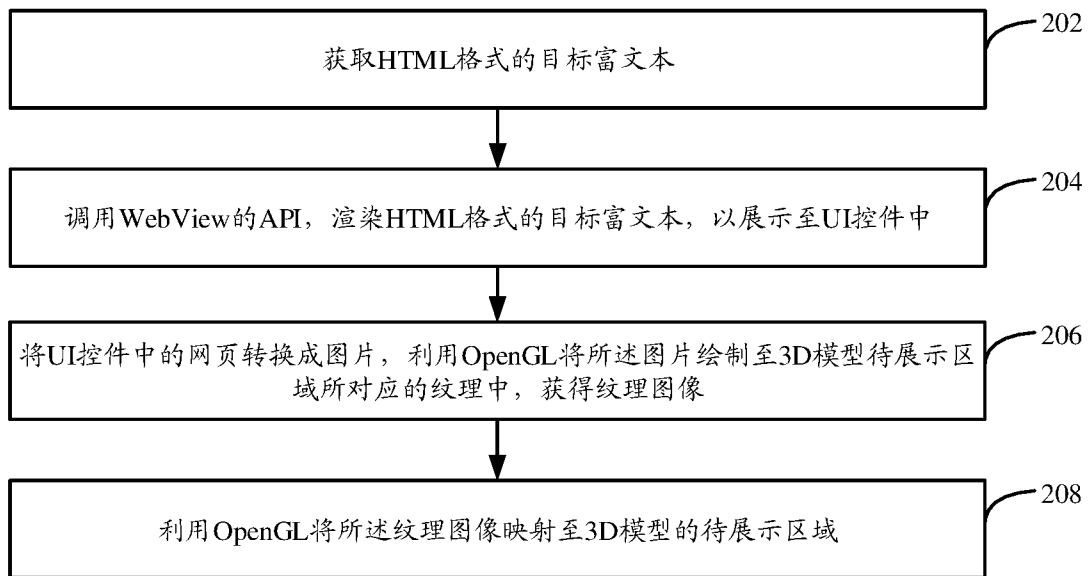 获取HTML格式的目标富文本
202
调用WebView的API，渲染HTML格式的目标富文本，以展示至UI控件中
204
将UI控件中的网页转换成图片，利用OpenGL将所述图片绘制至3D模型待展示区
域所对应的纹理中，获得纹理图像
206
利用OpenGL将所述纹理图像映射至3D模型的待展示区域
208